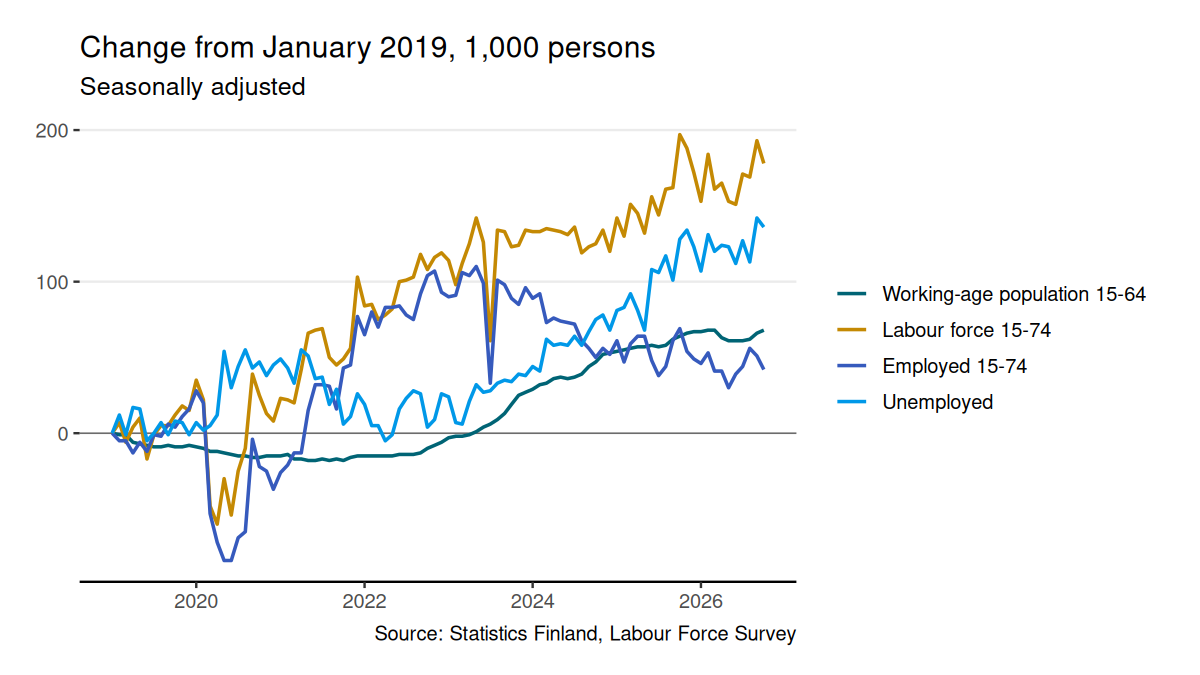 Change from January 2019, 1,000 persons
Seasonally adjusted
200
100
0
2020
2022
2024
2026
Working-age population 15-64
Labour force 15-74
Employed 15-74
Unemployed
Source: Statistics Finland, Labour Force Survey